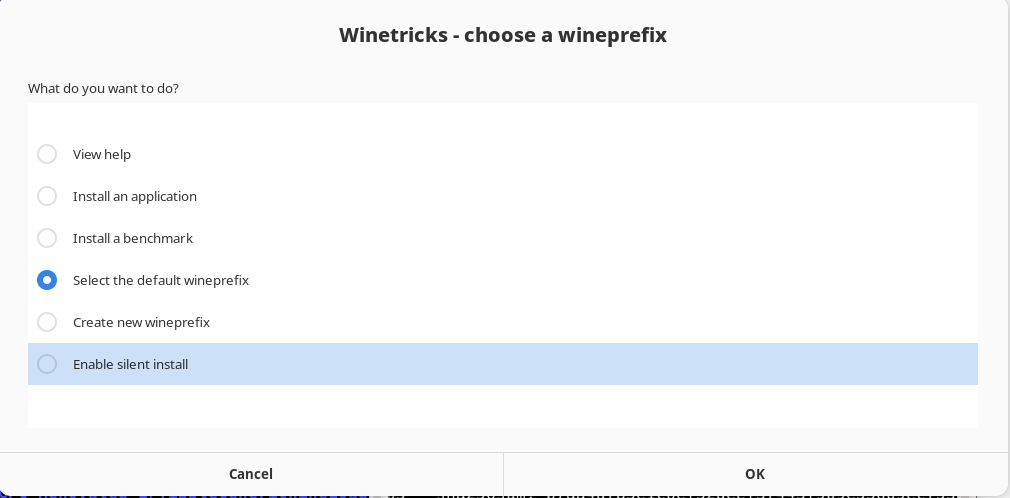 Winetricks - choose a wineprefix
What do you want to do?
View help
Install an application
Install a benchmark
Select the default wineprefix
Create new wineprefix
Enable silent install
Cancel
OK